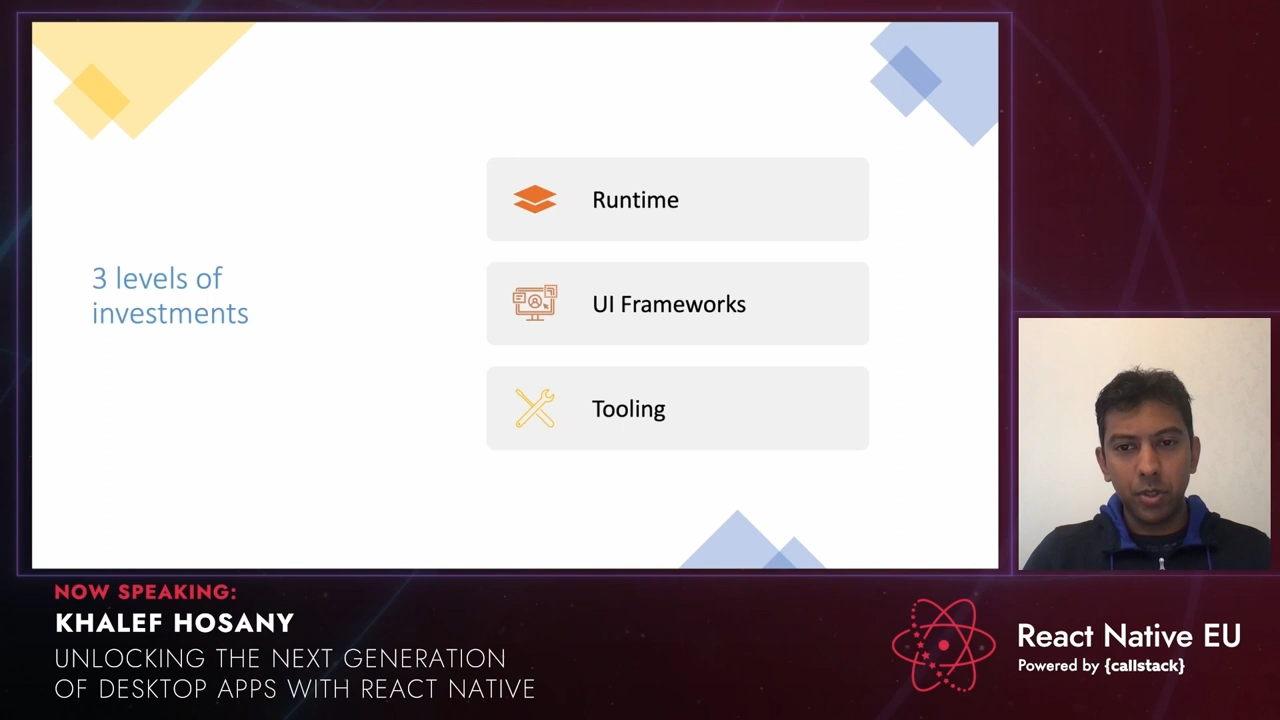 3 levels of
investments
Runtime
UI Frameworks
Tooling
NOW SPEAKING:
KHALEF HOSANY
UNLOCKING THE NEXT GENERATION
OF DESKTOP APPS WITH REACT NATIVE
React Native EU
Powered by {callstack}